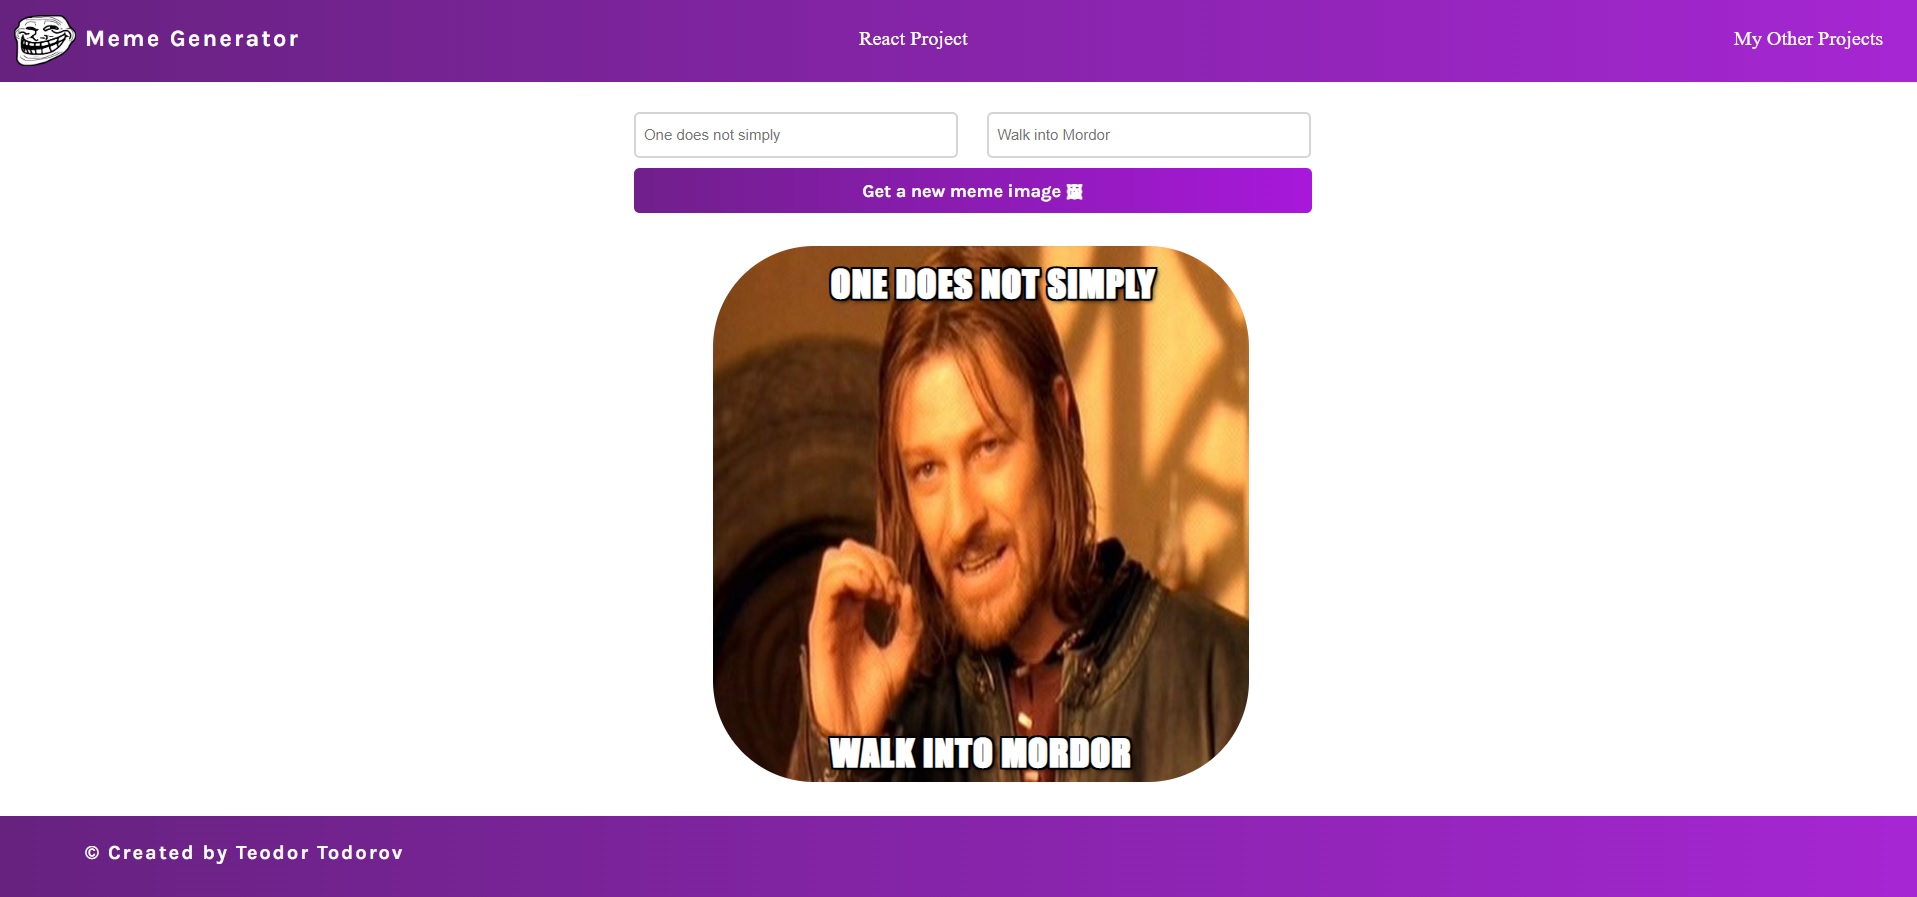 Meme Generator
React Project
My Other Projects
One does not simply
Walk into Mordor
Get a new meme image 🖼
ONE DOES NOT SIMPLY
WALK INTO MORDOR
© Created by Teodor Todorov